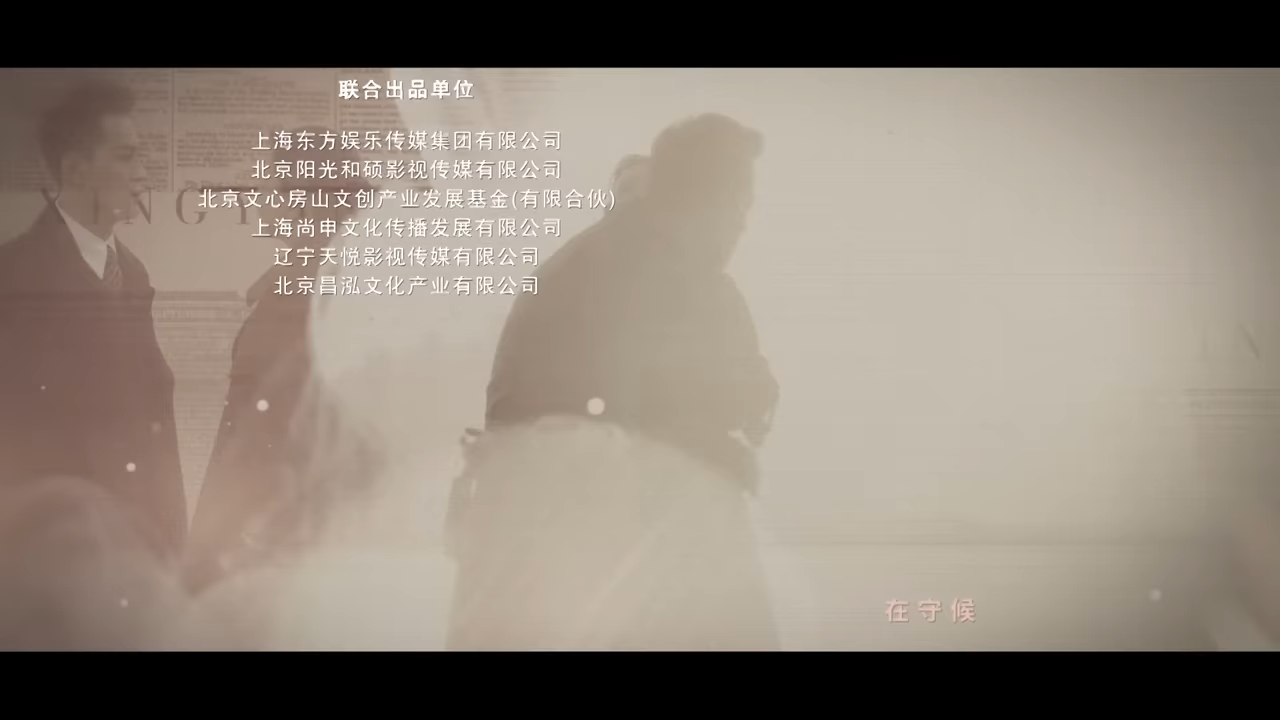 联合出品单位
上海东方娱乐传媒集团有限公司
北京阳光和硕影视传媒有限公司
北京文心房山文创产业发展基金(有限合伙)
上海尚申文化传播发展有限公司
辽宁天悦影视传媒有限公司
北京昌泓文化产业有限公司
在守候